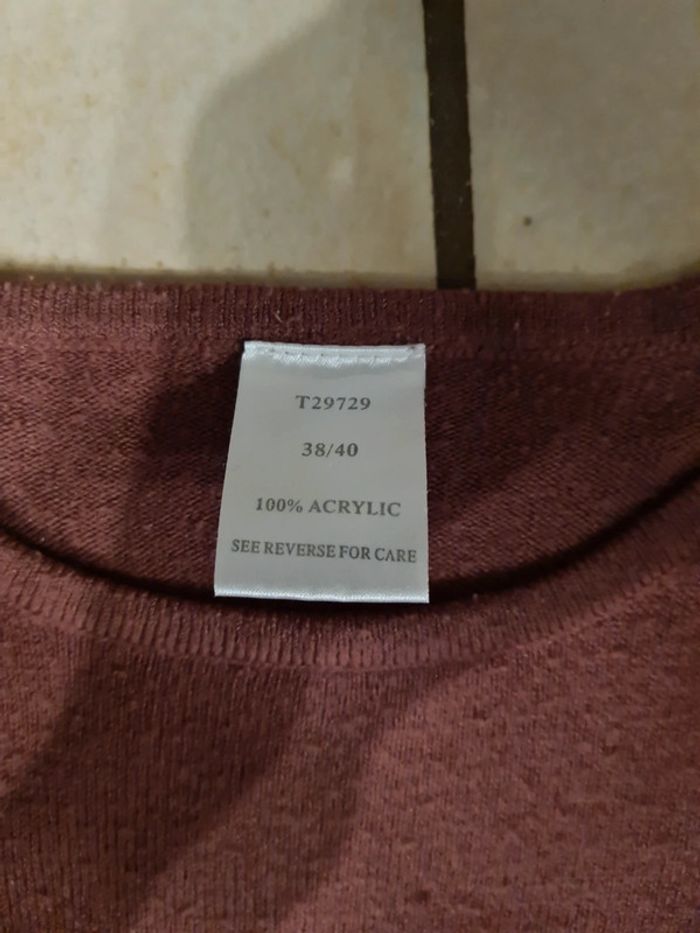 T29729
38/40
100% ACRYLIC
SEE REVERSE FOR CARE